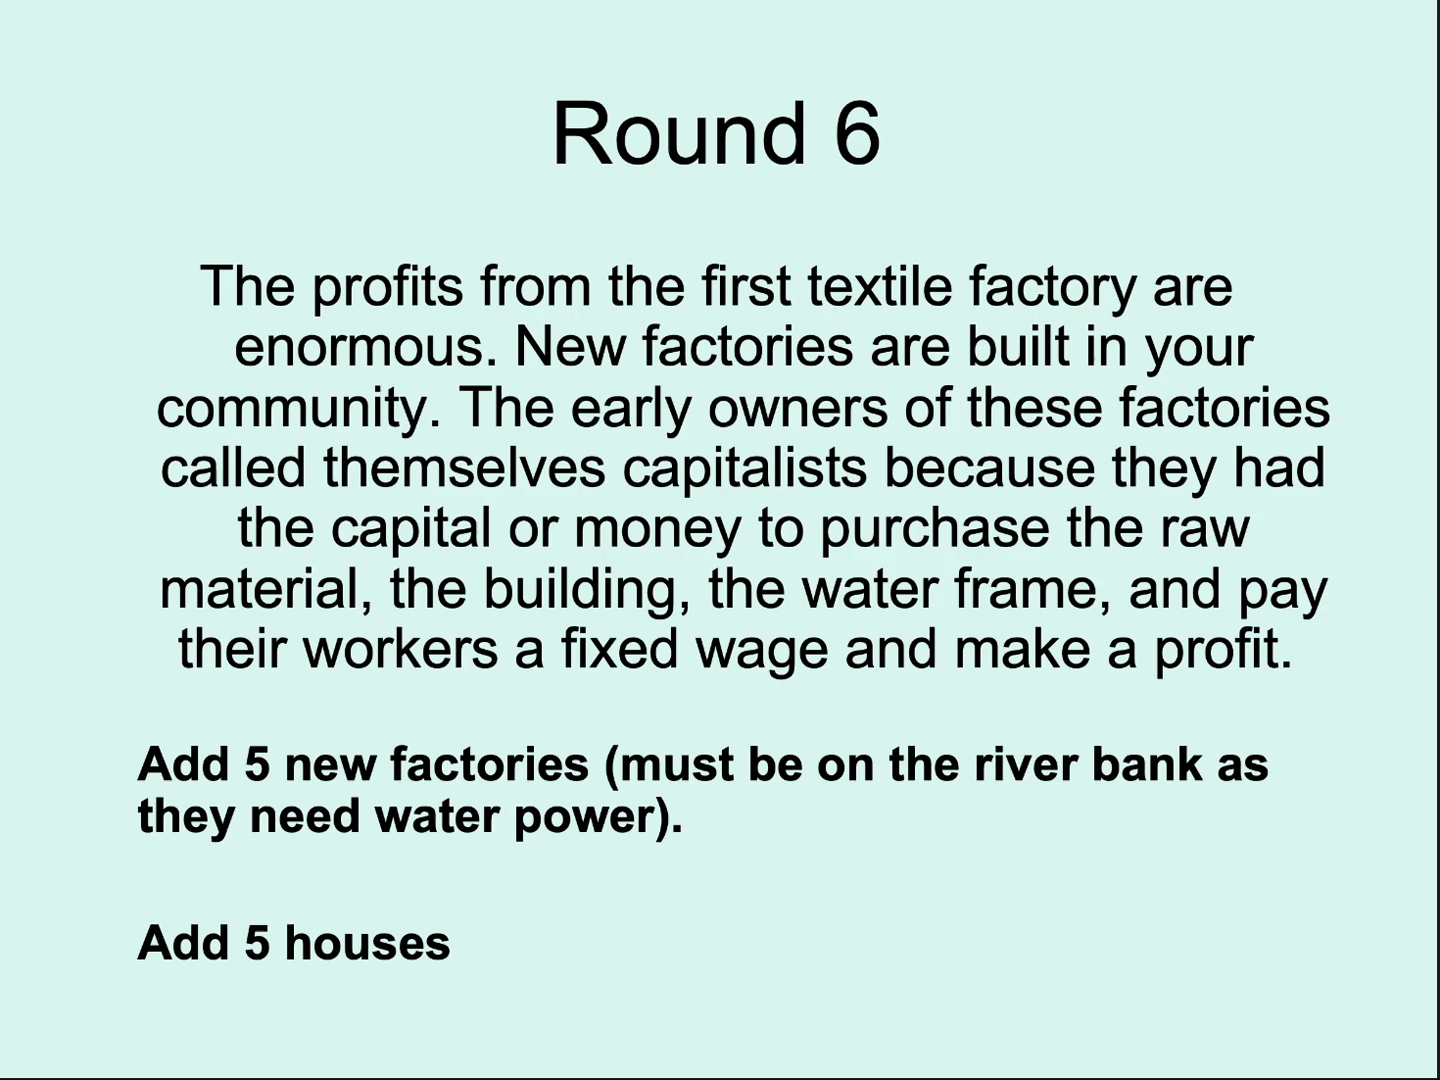 Round 6
The profits from the first textile factory are
enormous. New factories are built in your
community. The early owners of these factories
called themselves capitalists because they had
the capital or money to purchase the raw
material, the building, the water frame, and pay
their workers a fixed wage and make a profit.
Add 5 new factories (must be on the river bank as
they need water power).
Add 5 houses